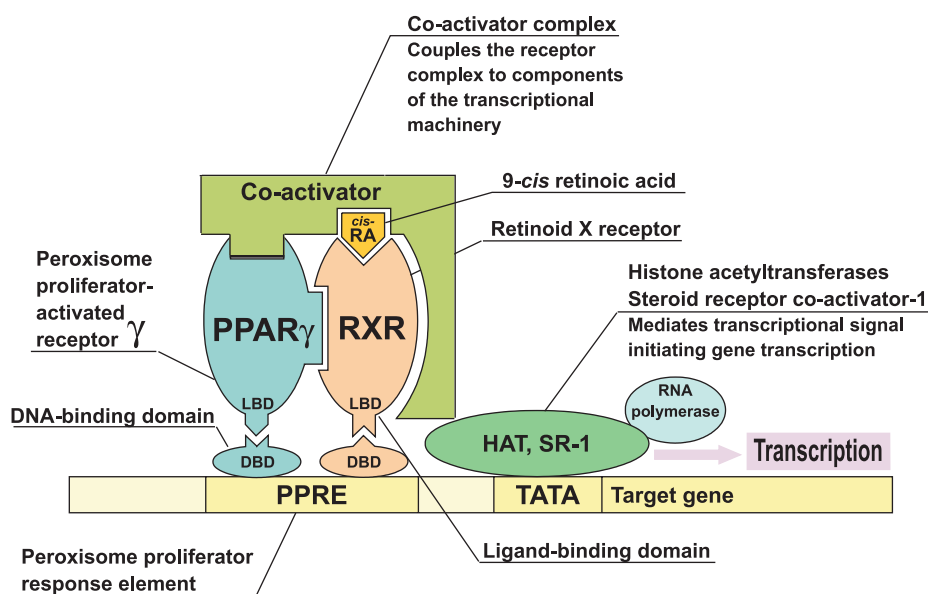 Co-activator complex
Couples the receptor
complex to components
of the transcriptional
machinery
Co-activator
9-cis retinoic acid
cis-
RA
Retinoid X receptor
Peroxisome
proliferator-
activated
receptor γ
Histone acetyltransferases
Steroid receptor co-activator-1
Mediates transcriptional signal
initiating gene transcription
PPARγ
RXR
LBD
LBD
DNA-binding domain
RNA
polymerase
HAT, SR-1
Transcription
DBD
DBD
PPRE
TATA
Target gene
Ligand-binding domain
Peroxisome proliferator
response element